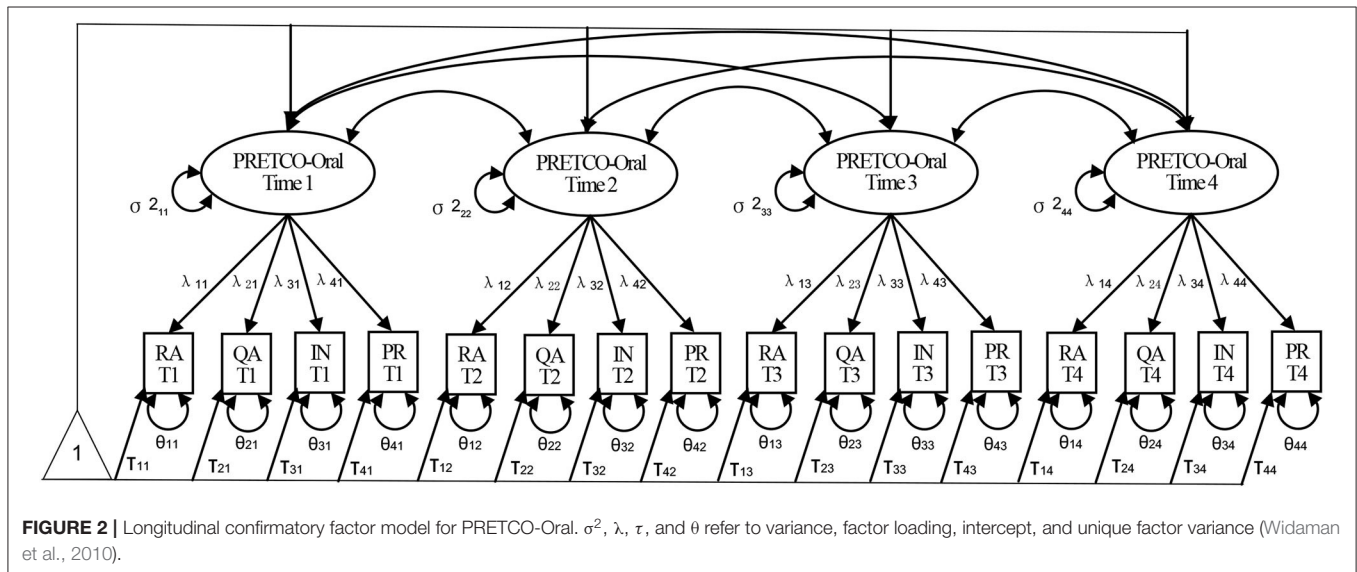 PRETCO-Oral
Time 1
PRETCO-Oral
Time 2
PRETCO-Oral
Time 3
PRETCO-Oral
Time 4
σ 2₁₁
σ 2₂₂
σ 2₃₃
σ 2₄₄
λ 11 λ 21 λ 31 λ 41 λ 12 λ 22 λ 32 λ 42 λ 13 λ 23 λ 33 λ 43 λ 14 λ 24 λ 34 λ 44
RA
T1
QA
T1
IN
T1
PR
T1
RA
T2
QA
T2
IN
T2
PR
T2
RA
T3
QA
T3
IN
T3
PR
T3
RA
T4
QA
T4
IN
T4
PR
T4
θ11 θ21 θ31 θ41 θ12 θ22 θ32 θ42 θ13 θ23 θ33 θ43 θ14 θ24 θ34 θ44
1
T11 T21 T31 T41 T12 T22 T32 T42 T13 T23 T33 T43 T14 T24 T34 T44
FIGURE 2 | Longitudinal confirmatory factor model for PRETCO-Oral. σ², λ, τ, and θ refer to variance, factor loading, intercept, and unique factor variance (Widaman
et al., 2010).